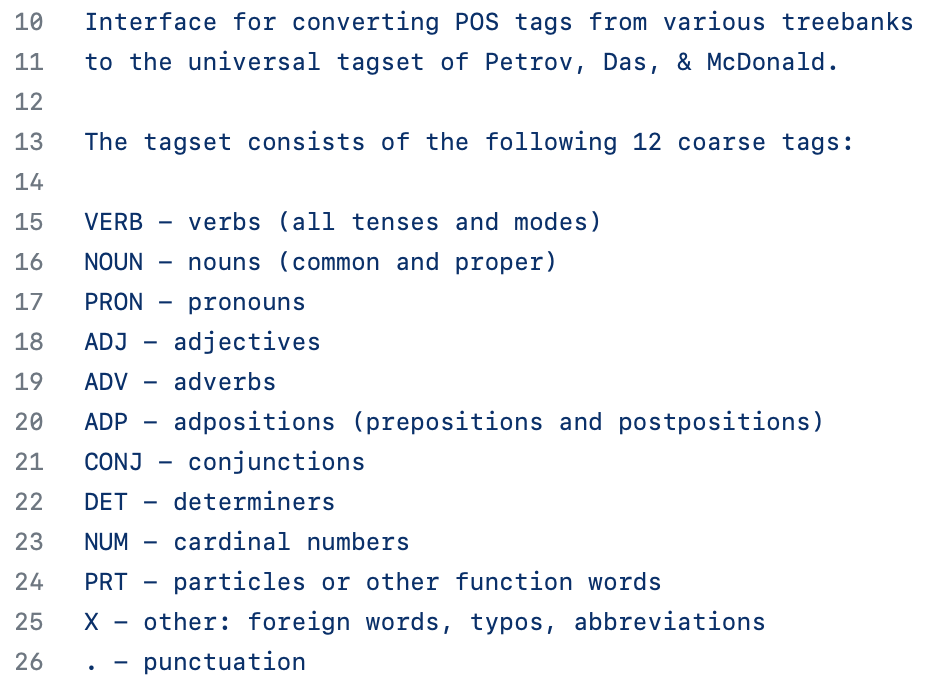 10 Interface for converting POS tags from various treebanks
11 to the universal tagset of Petrov, Das, & McDonald.
12
13 The tagset consists of the following 12 coarse tags:
14
15 VERB - verbs (all tenses and modes)
16 NOUN - nouns (common and proper)
17 PRON - pronouns
18 ADJ - adjectives
19 ADV - adverbs
20 ADP - adpositions (prepositions and postpositions)
21 CONJ - conjunctions
22 DET - determiners
23 NUM - cardinal numbers
24 PRT - particles or other function words
25 X - other: foreign words, typos, abbreviations
26 . - punctuation